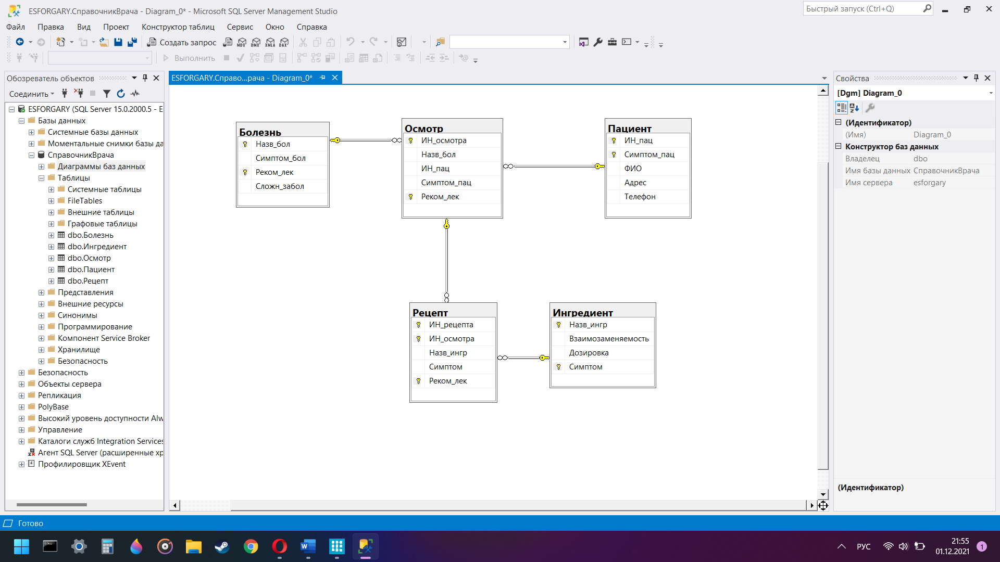 ESFORGARY.СправочникВрача - Diagram_0* - Microsoft SQL Server Management Studio
Быстрый запуск (Ctrl+Q)
Файл Правка Вид Проект Конструктор таблиц Сервис Окно Справка
Создать запрос MDX DMX XMLA DAX
Выполнить
Обозреватель объектов
Соединить
ESFORGARY (SQL Server 15.0.2000.5 - E
Базы данных
Системные базы данных
Моментальные снимки базы да
СправочникВрача
Диаграммы баз данных
Таблицы
Системные таблицы
FileTables
Внешние таблицы
Графовые таблицы
dbo.Болезнь
dbo.Ингредиент
dbo.Осмотр
dbo.Пациент
dbo.Рецепт
Представления
Внешние ресурсы
Синонимы
Программирование
Компонент Service Broker
Хранилище
Безопасность
Безопасность
Объекты сервера
Репликация
PolyBase
Высокий уровень доступности Alw
Управление
Каталоги служб Integration Services
Агент SQL Server (расширенные хр
Профилировщик XEvent
ESFORGARY.Справо...рача - Diagram_0*
Болезнь
Назв_бол
Симптом_бол
Реком_лек
Сложн_забол
Осмотр
ИН_осмотра
Назв_бол
ИН_пац
Симптом_пац
Реком_лек
Пациент
ИН_пац
Симптом_пац
ФИО
Адрес
Телефон
Рецепт
ИН_рецепта
ИН_осмотра
Назв_ингр
Симптом
Реком_лек
Ингредиент
Назв_ингр
Взаимозаменяемость
Дозировка
Симптом
Свойства
[Dgm] Diagram_0
(Идентификатор)
(Имя) Diagram_0
Конструктор баз данных
Владелец dbo
Имя базы данных СправочникВрача
Имя сервера esforgary
(Идентификатор)
Готово
РУС
21:55
01.12.2021
1